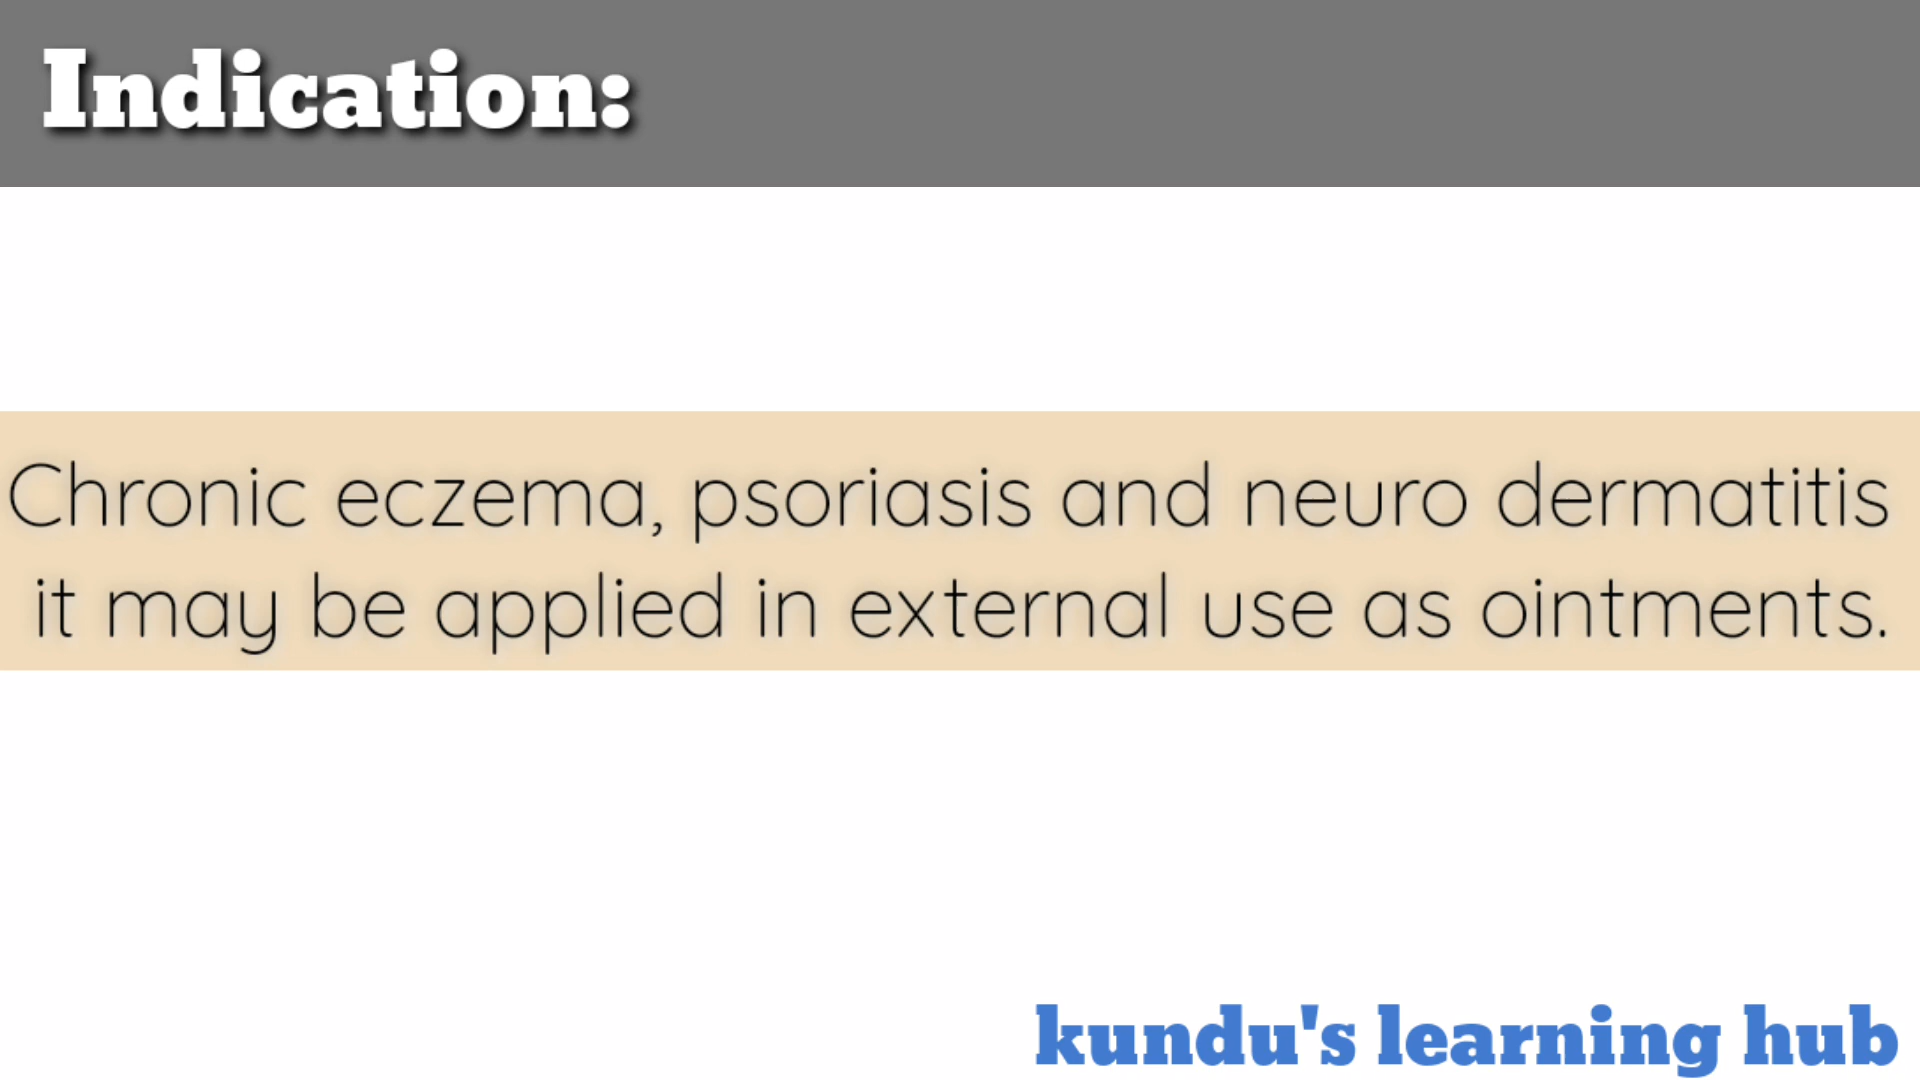 Indication:
Chronic eczema, psoriasis and neuro dermatitis
it may be applied in external use as ointments.
kundu's learning hub